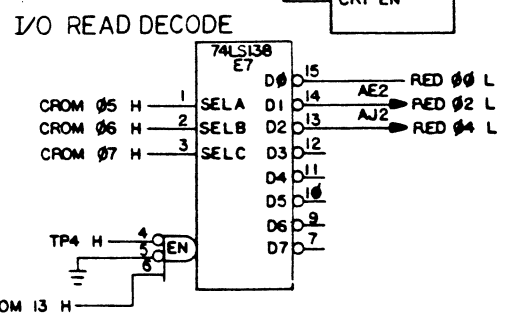 CRT EN
I/O READ DECODE
74LS138
E7
DØ 15 RED ØØ L
CROM Ø5 H 1 SELA D1 14 AE2 RED Ø2 L
CROM Ø6 H 2 SELB D2 13 AJ2 RED Ø4 L
CROM Ø7 H 3 SELC D3 12
D4 11
D5 1Ø
D6 9
TP4 H 4 EN D7 7
5
6
OM 13 H